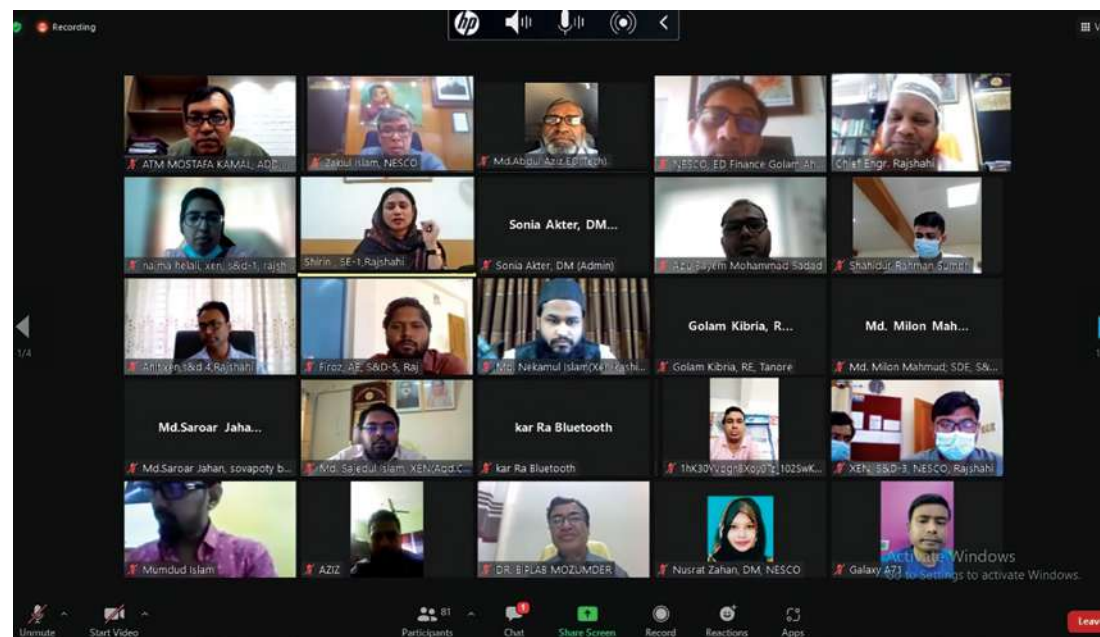 Recording
hp
ATM MOSTAFA KAMAL, ADD
Zakiul Islam, NESCO
Md.Abdul Aziz,ED(Tech)
NESCO, ED Finance Golam Ah
Chief Engr. Rajshahi
naima helali, xen, s&d-1, rajsh
Shirin , SE-1,Rajshahi
Sonia Akter, DM...
Sonia Akter, DM (Admin)
Abu Bayem Mohammad Sadad
Shahidur Rahman
xen,s&d 4,Rajshahi
Firoz, AE, S&D-5, Raj
Md. Nekamul Islam(Xen
Golam Kibria, R...
Golam Kibria, RE, Tanore
Md. Milon Mah...
Md. Milon Mahmud; SDE, S&...
1/4
Md.Saroar Jaha...
Md.Saroar Jahan, sovapoty b...
Md. Sajedul Islam, XEN
kar Ra Bluetooth
kar Ra Bluetooth
XEN, S&D-3, NESCO, Rajshahi
Mumdud Islam
AZIZ
DR. BIPLAB MOZUMDER
Nusrat Zahan, DM, NESCO
Galaxy A71
Activate Windows
Go to Settings to activate Windows.
Unmute
Start Video
81
Participants
1
Chat
Share Screen
Record
Reactions
Apps
Leav